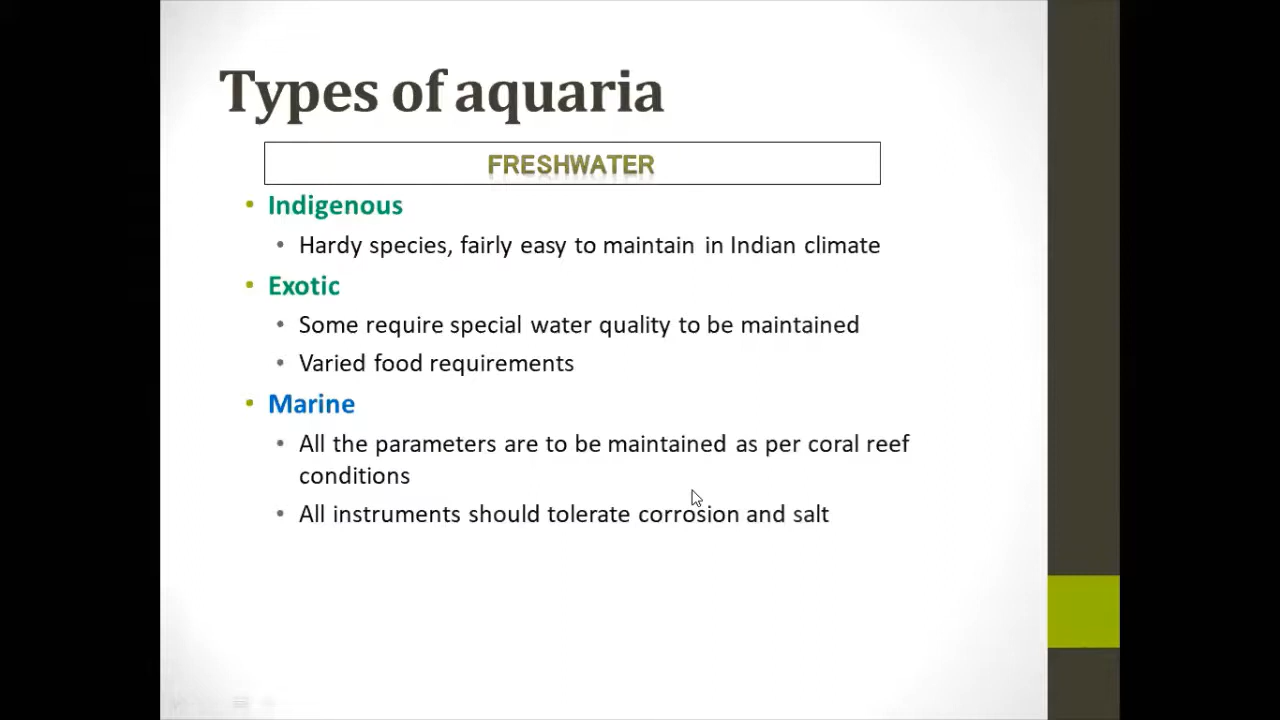 Types of aquaria
FRESHWATER
• Indigenous
• Hardy species, fairly easy to maintain in Indian climate
• Exotic
• Some require special water quality to be maintained
• Varied food requirements
• Marine
• All the parameters are to be maintained as per coral reef
conditions
• All instruments should tolerate corrosion and salt